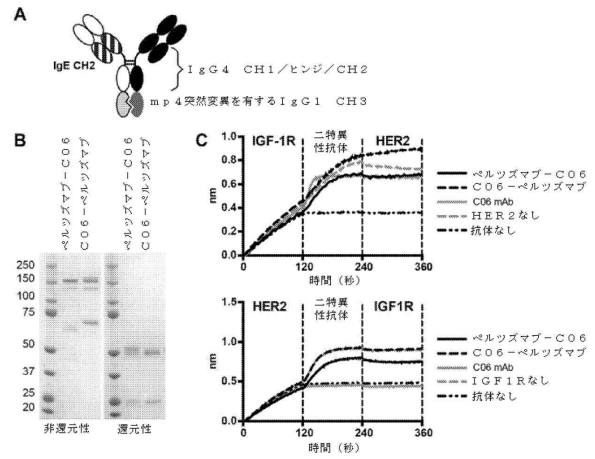 A
IgE CH2
IgG4 CH1／ヒンジ／CH2
mp4突然変異を有するIgG1 CH3
B
ペルツズマブ－C06
C06－ペルツズマブ
ペルツズマブ－C06
C06－ペルツズマブ
250
150
100
75
50
37
25
20
非還元性
還元性
C
IGF-1R
二特異
性抗体
HER2
nm
1.0
0.8
0.6
0.4
0.2
0.0
0
120
240
360
時間（秒）
ペルツズマブ－C06
C06－ペルツズマブ
C06 mAb
HER2なし
抗体なし
HER2
二特異
性抗体
IGF1R
nm
1.5
1.0
0.5
0.0
0
120
240
360
時間（秒）
ペルツズマブ－C06
C06－ペルツズマブ
C06 mAb
IGF1Rなし
抗体なし